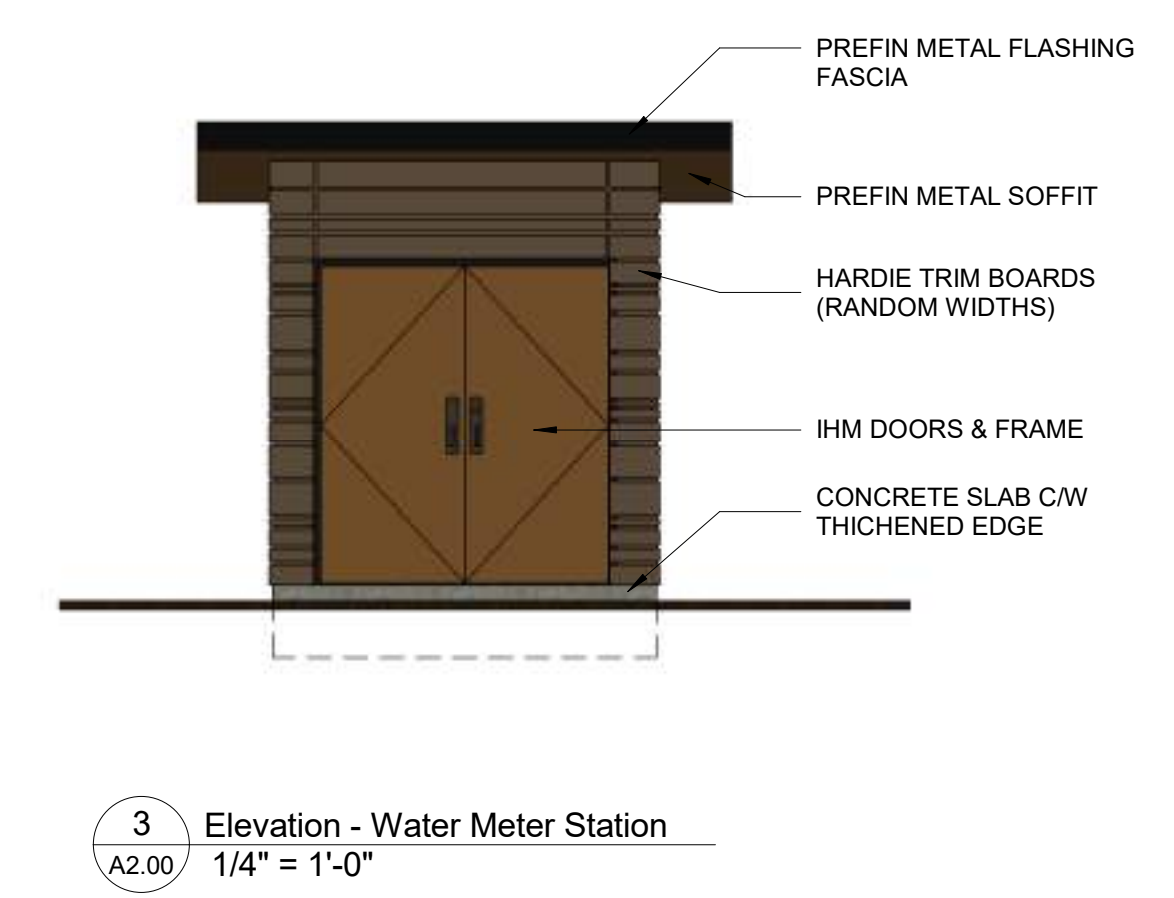 PREFIN METAL FLASHING
FASCIA
PREFIN METAL SOFFIT
HARDIE TRIM BOARDS
(RANDOM WIDTHS)
IHM DOORS & FRAME
CONCRETE SLAB C/W
THICHENED EDGE
3
Elevation - Water Meter Station
A2.00
1/4" = 1'-0"